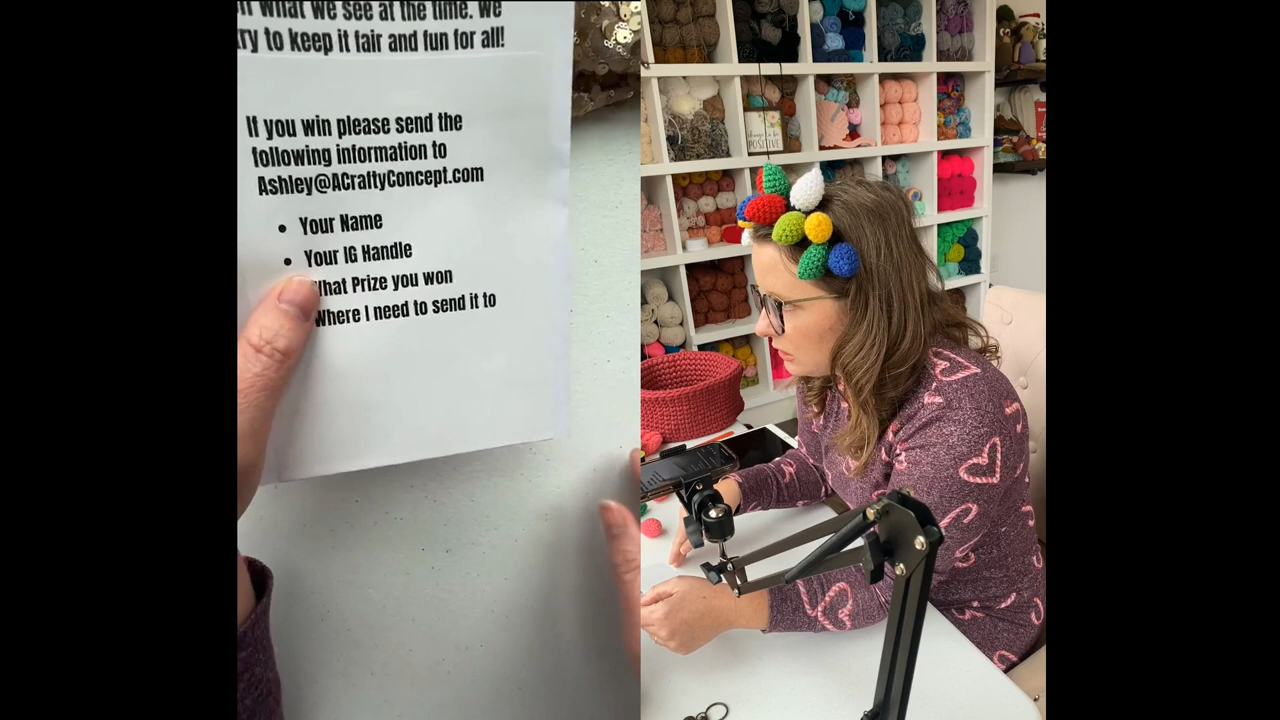 what we see at the time. We
try to keep it fair and fun for all!
If you win please send the
following information to
Ashley@ACraftyConcept.com
• Your Name
• Your IG Handle
What Prize you won
Where I need to send it to
POSITIVE